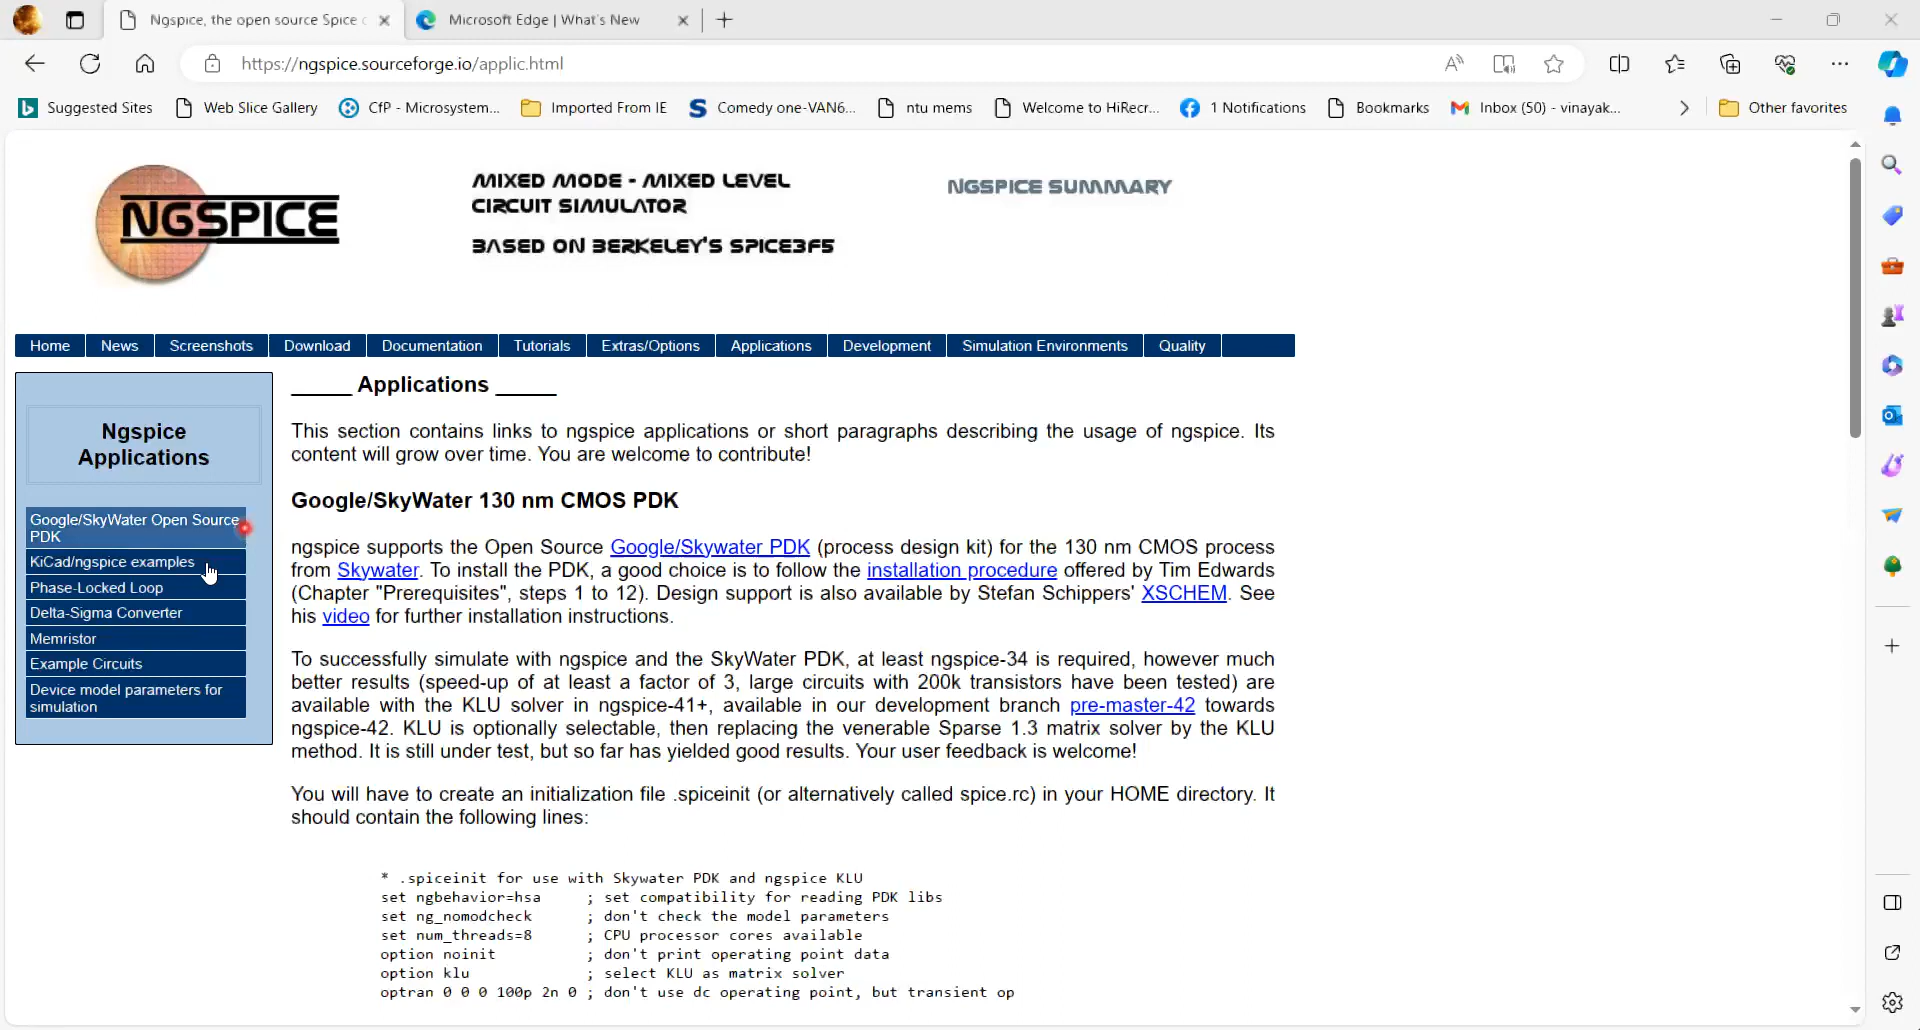 Ngspice, the open source Spice c
Microsoft Edge | What's New
https://ngspice.sourceforge.io/applic.html
Suggested Sites
Web Slice Gallery
CfP - Microsystem...
Imported From IE
Comedy one-VAN6...
ntu mems
Welcome to HiRecr...
1 Notifications
Bookmarks
Inbox (50) - vinayak...
Other favorites
NGSPICE
MIXED MODE - MIXED LEVEL
CIRCUIT SIMULATOR
BASED ON BERKELEY'S SPICE3F5
NGSPICE SUMMARY
Home
News
Screenshots
Download
Documentation
Tutorials
Extras/Options
Applications
Development
Simulation Environments
Quality
Ngspice
Applications
Google/SkyWater Open Source
PDK
KiCad/ngspice examples
Phase-Locked Loop
Delta-Sigma Converter
Memristor
Example Circuits
Device model parameters for
simulation
_____ Applications _____
This section contains links to ngspice applications or short paragraphs describing the usage of ngspice. Its
content will grow over time. You are welcome to contribute!
Google/SkyWater 130 nm CMOS PDK
ngspice supports the Open Source Google/Skywater PDK (process design kit) for the 130 nm CMOS process
from Skywater. To install the PDK, a good choice is to follow the installation procedure offered by Tim Edwards
(Chapter "Prerequisites", steps 1 to 12). Design support is also available by Stefan Schippers' XSCHEM. See
his video for further installation instructions.
To successfully simulate with ngspice and the SkyWater PDK, at least ngspice-34 is required, however much
better results (speed-up of at least a factor of 3, large circuits with 200k transistors have been tested) are
available with the KLU solver in ngspice-41+, available in our development branch pre-master-42 towards
ngspice-42. KLU is optionally selectable, then replacing the venerable Sparse 1.3 matrix solver by the KLU
method. It is still under test, but so far has yielded good results. Your user feedback is welcome!
You will have to create an initialization file .spiceinit (or alternatively called spice.rc) in your HOME directory. It
should contain the following lines:
* .spiceinit for use with Skywater PDK and ngspice KLU
set ngbehavior=hsa     ; set compatibility for reading PDK libs
set ng_nomodcheck      ; don't check the model parameters
set num_threads=8      ; CPU processor cores available
option noinit          ; don't print operating point data
option klu             ; select KLU as matrix solver
optran 0 0 0 100p 2n 0 ; don't use dc operating point, but transient op